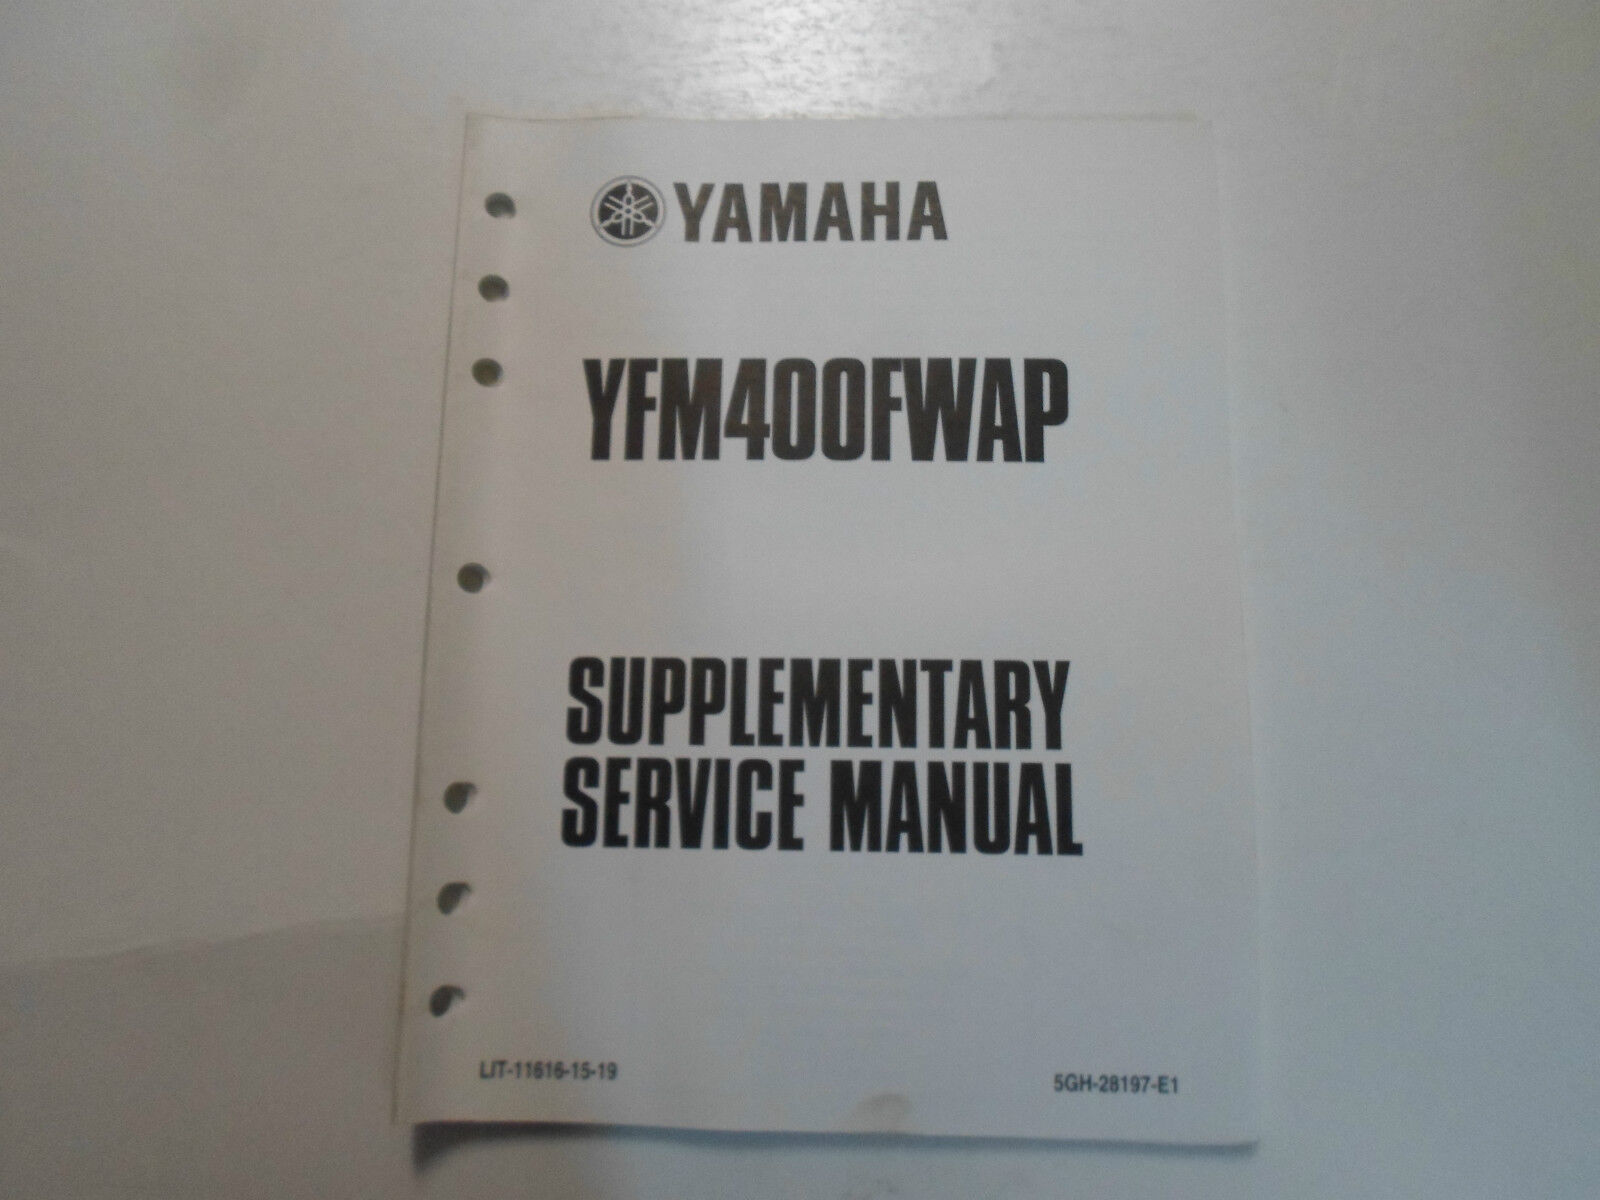 YAMAHA
YFM400FWAP
SUPPLEMENTARY
SERVICE MANUAL
LIT-11616-15-19
5GH-28197-E1